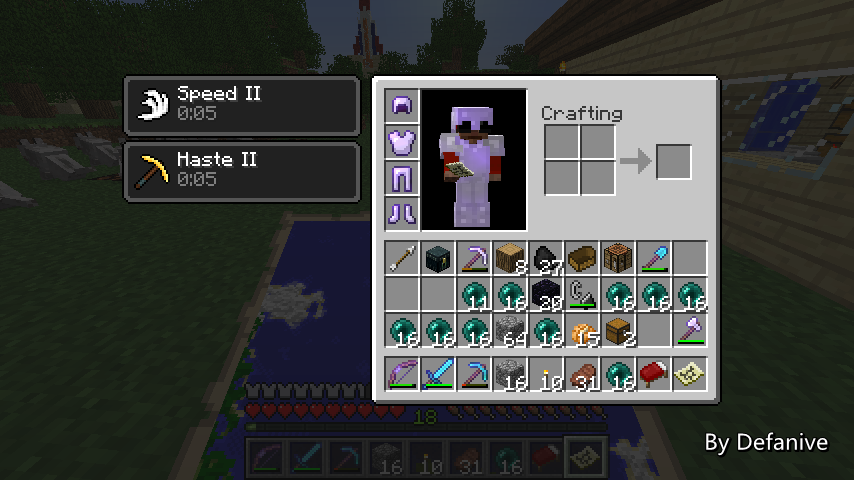 Speed II
0:05
Haste II
0:05
Crafting
8 27
11 16 30 16 16 16
16 16 16 64 16 15 2
16 10 31 16
18
16 10 31 16
By Defanive